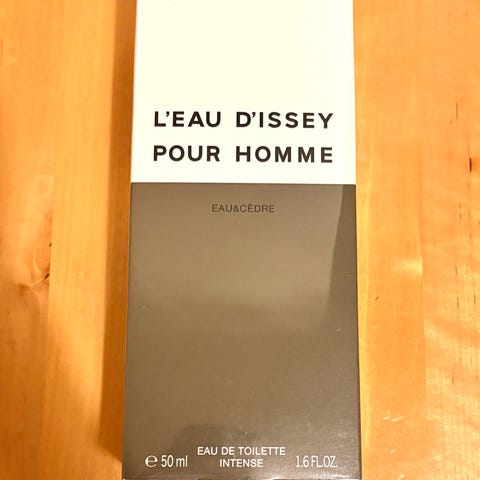 L'EAU D'ISSEY
POUR HOMME
EAU&CÈDRE
EAU DE TOILETTE
℮ 50 ml INTENSE 1.6 FL.OZ.